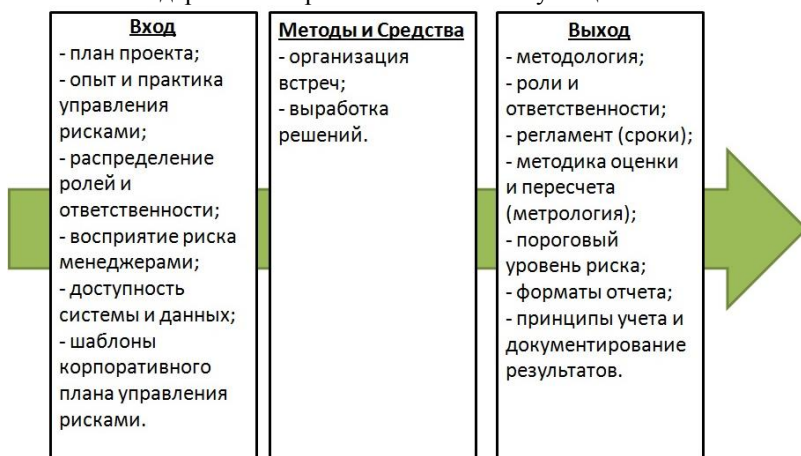 Вход
- план проекта;
- опыт и практика
управления
рисками;
- распределение
ролей и
ответственности;
- восприятие риска
менеджерами;
- доступность
системы и данных;
- шаблоны
корпоративного
плана управления
рисками.
Методы и Средства
- организация
встреч;
- выработка
решений.
Выход
- методология;
- роли и
ответственности;
- регламент (сроки);
- методика оценки
и пересчета
(метрология);
- пороговый
уровень риска;
- форматы отчета;
- принципы учета и
документирование
результатов.